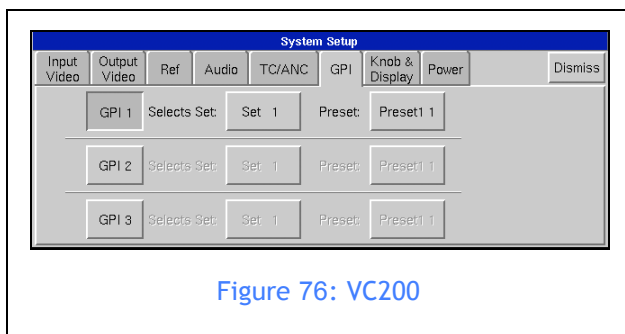 System Setup
Input Video Output Video Ref Audio TC/ANC GPI Knob & Display Power Dismiss
GPI 1 Selects Set: Set 1 Preset: Preset1 1
GPI 2 Selects Set: Set 1 Preset: Preset1 1
GPI 3 Selects Set: Set 1 Preset: Preset1 1
Figure 76: VC200